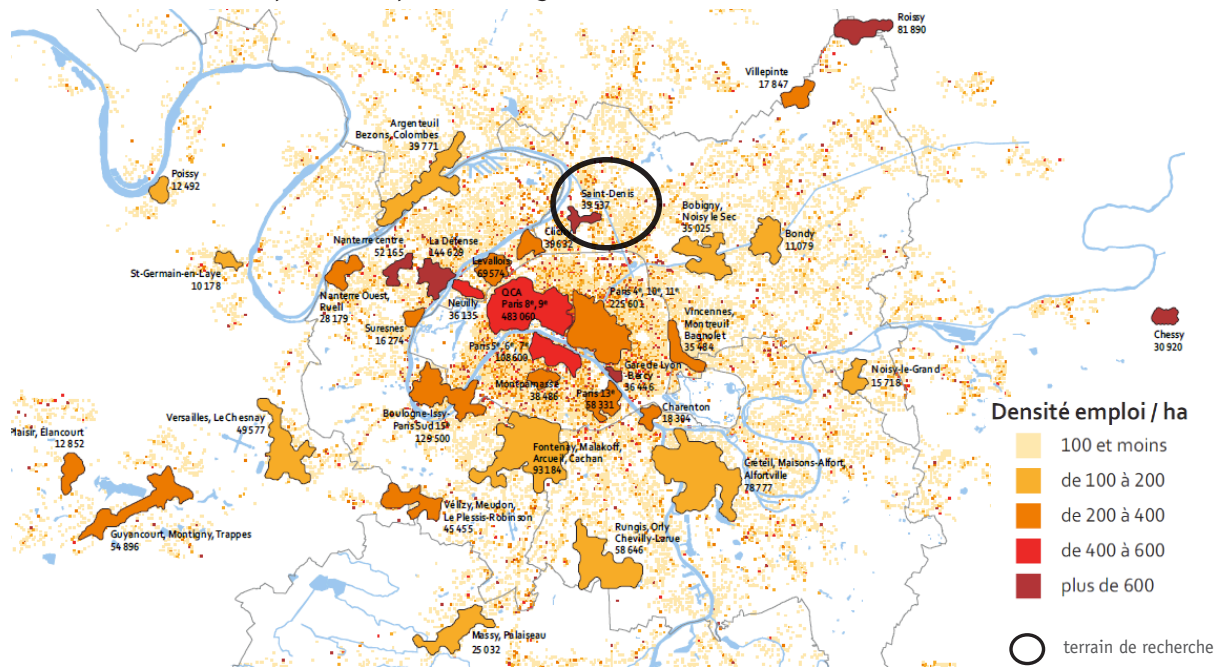 Roissy
81 890
Villepinte
17 847
Argenteuil
Bezons, Colombes
39 771
Poissy
12 492
Saint-Denis
39 537
Bobigny,
Noisy le Sec
35 025
Bondy
11,079
Nanterre centre
52 165
La Défense
144 629
Levallois
69 574
St-Germain-en-Laye
10 178
Nanterre Ouest,
Rueil
28 179
Neuilly
36 135
QCA
Paris 8e, 9e
483 060
Paris 4e, 10e, 11e
225 601
Suresnes
16 274
Vincennes,
Montreuil
Bagnolet
35 484
Chessy
30 920
Paris 5e, 6e, 7e
108 600
Gare de Lyon
-Bercy
36 446
Noisy-le-Grand
15 718
Montparnasse
38 486
Paris 13e
58 331
Charenton
18 304
Versailles, Le Chesnay
49 577
Boulogne-Issy-
Paris Sud 15e
129 500
Plaisir, Élancourt
12 852
Fontenay, Malakoff,
Arcueil, Cachan
93 184
Créteil, Maisons-Alfort,
Alfortville
78 777
Vélizy, Meudon,
Le Plessis-Robinson
45 455
Guyancourt, Montigny, Trappes
54 896
Rungis, Orly
Chevilly-Larue
58 646
Massy, Palaiseau
25 032
Densité emploi / ha
100 et moins
de 100 à 200
de 200 à 400
de 400 à 600
plus de 600
terrain de recherche